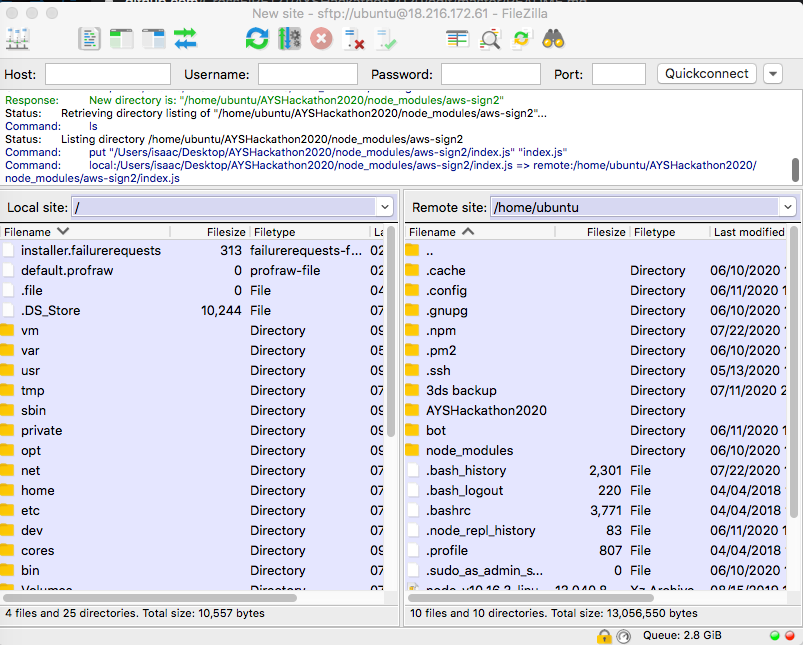 New site - sftp://ubuntu@18.216.172.61 - FileZilla
Host: Username: Password: Port: Quickconnect
Response: New directory is: "/home/ubuntu/AYSHackathon2020/node_modules/aws-sign2"
Status: Retrieving directory listing of "/home/ubuntu/AYSHackathon2020/node_modules/aws-sign2"...
Command: ls
Status: Listing directory /home/ubuntu/AYSHackathon2020/node_modules/aws-sign2
Command: put "/Users/isaac/Desktop/AYSHackathon2020/node_modules/aws-sign2/index.js" "index.js"
Command: local:/Users/isaac/Desktop/AYSHackathon2020/node_modules/aws-sign2/index.js => remote:/home/ubuntu/AYSHackathon2020/
node_modules/aws-sign2/index.js
Local site: /
Filename Filesize Filetype La
installer.failurerequests 313 failurerequests-f... 02
default.profraw 0 profraw-file 02
.file 0 File 04
.DS_Store 10,244 File 07
vm Directory 09
var Directory 05
usr Directory 09
tmp Directory 07
sbin Directory 09
private Directory 07
opt Directory 09
net Directory 07
home Directory 07
etc Directory 07
dev Directory 07
cores Directory 09
bin Directory 07
Volumes Directory 07
4 files and 25 directories. Total size: 10,557 bytes
Remote site: /home/ubuntu
Filename Filesize Filetype Last modified
..
.cache Directory 06/10/2020 1
.config Directory 06/11/2020 1
.gnupg Directory 06/10/2020 1
.npm Directory 07/22/2020 1
.pm2 Directory 06/10/2020 1
.ssh Directory 05/13/2020 1
3ds backup Directory 07/11/2020 2
AYSHackathon2020 Directory
bot Directory 06/11/2020 1
node_modules Directory 06/10/2020 1
.bash_history 2,301 File 07/22/2020 1
.bash_logout 220 File 04/04/2018 1
.bashrc 3,771 File 04/04/2018 1
.node_repl_history 83 File 06/11/2020 1
.profile 807 File 04/04/2018 1
.sudo_as_admin_s... 0 File 06/10/2020 1
node-v10.16.3-linu... 13,040,8... Xz Archive 08/15/2019 1
10 files and 10 directories. Total size: 13,056,550 bytes
Queue: 2.8 GiB